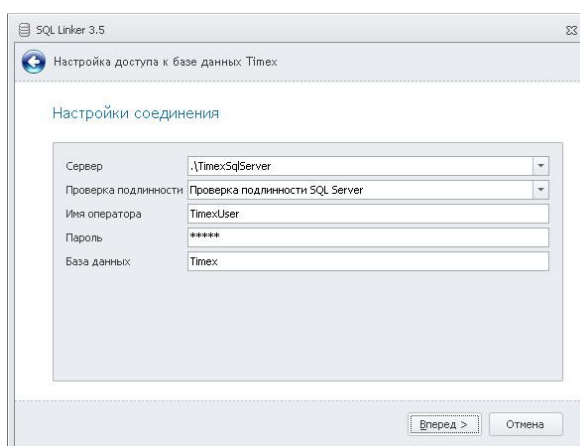 SQL Linker 3.5
Настройка доступа к базе данных Timex
Настройки соединения
Сервер .\TimexSqlServer
Проверка подлинности Проверка подлинности SQL Server
Имя оператора TimexUser
Пароль *****
База данных Timex
Вперед > Отмена